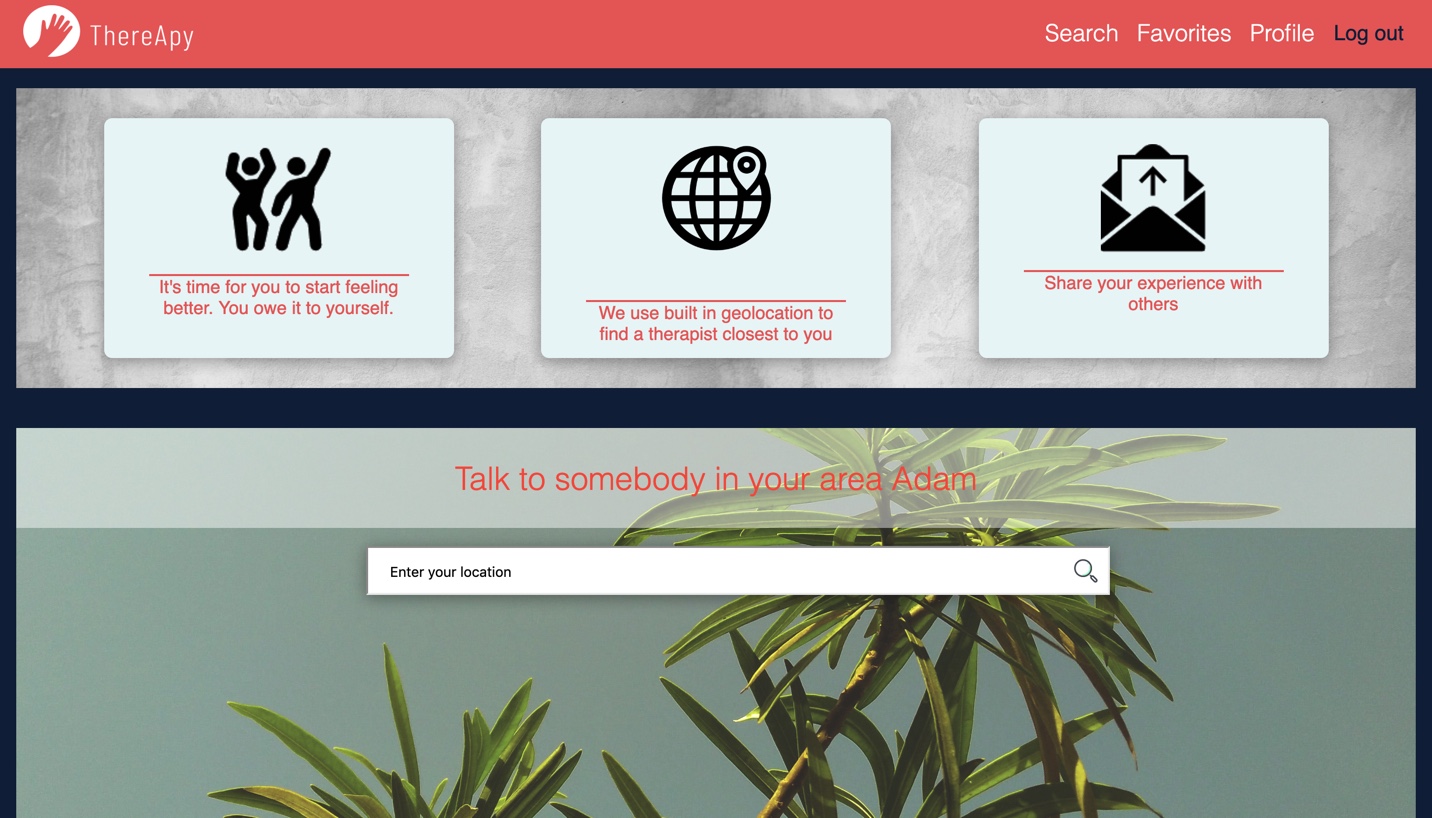 ThereApy
Search Favorites Profile Log out
It's time for you to start feeling
better. You owe it to yourself.
We use built in geolocation to
find a therapist closest to you
Share your experience with
others
Talk to somebody in your area Adam
Enter your location